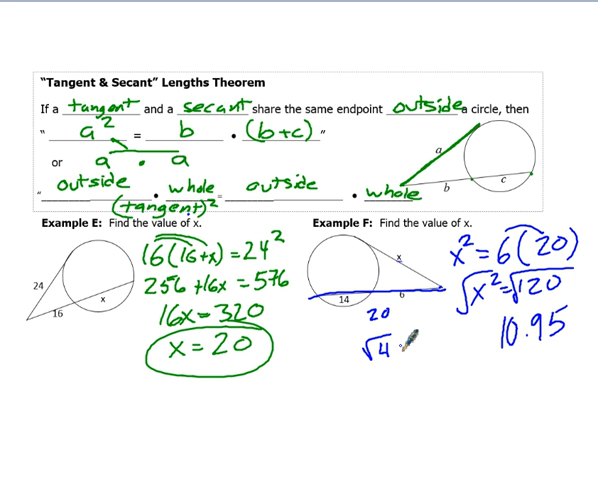 "Tangent & Secant" Lengths Theorem
If a tangent and a secant share the same endpoint outside a circle, then
" a² = b · (b+c) "
or a · a
"outside · whole = outside · whole
(tangent)²
a
b
c
Example E: Find the value of x.
24
16
x
16(16+x) = 24²
256 + 16x = 576
16x = 320
x = 20
Example F: Find the value of x.
x
14
6
20
√4 ·
x² = 6(20)
√x² = √120
10.95